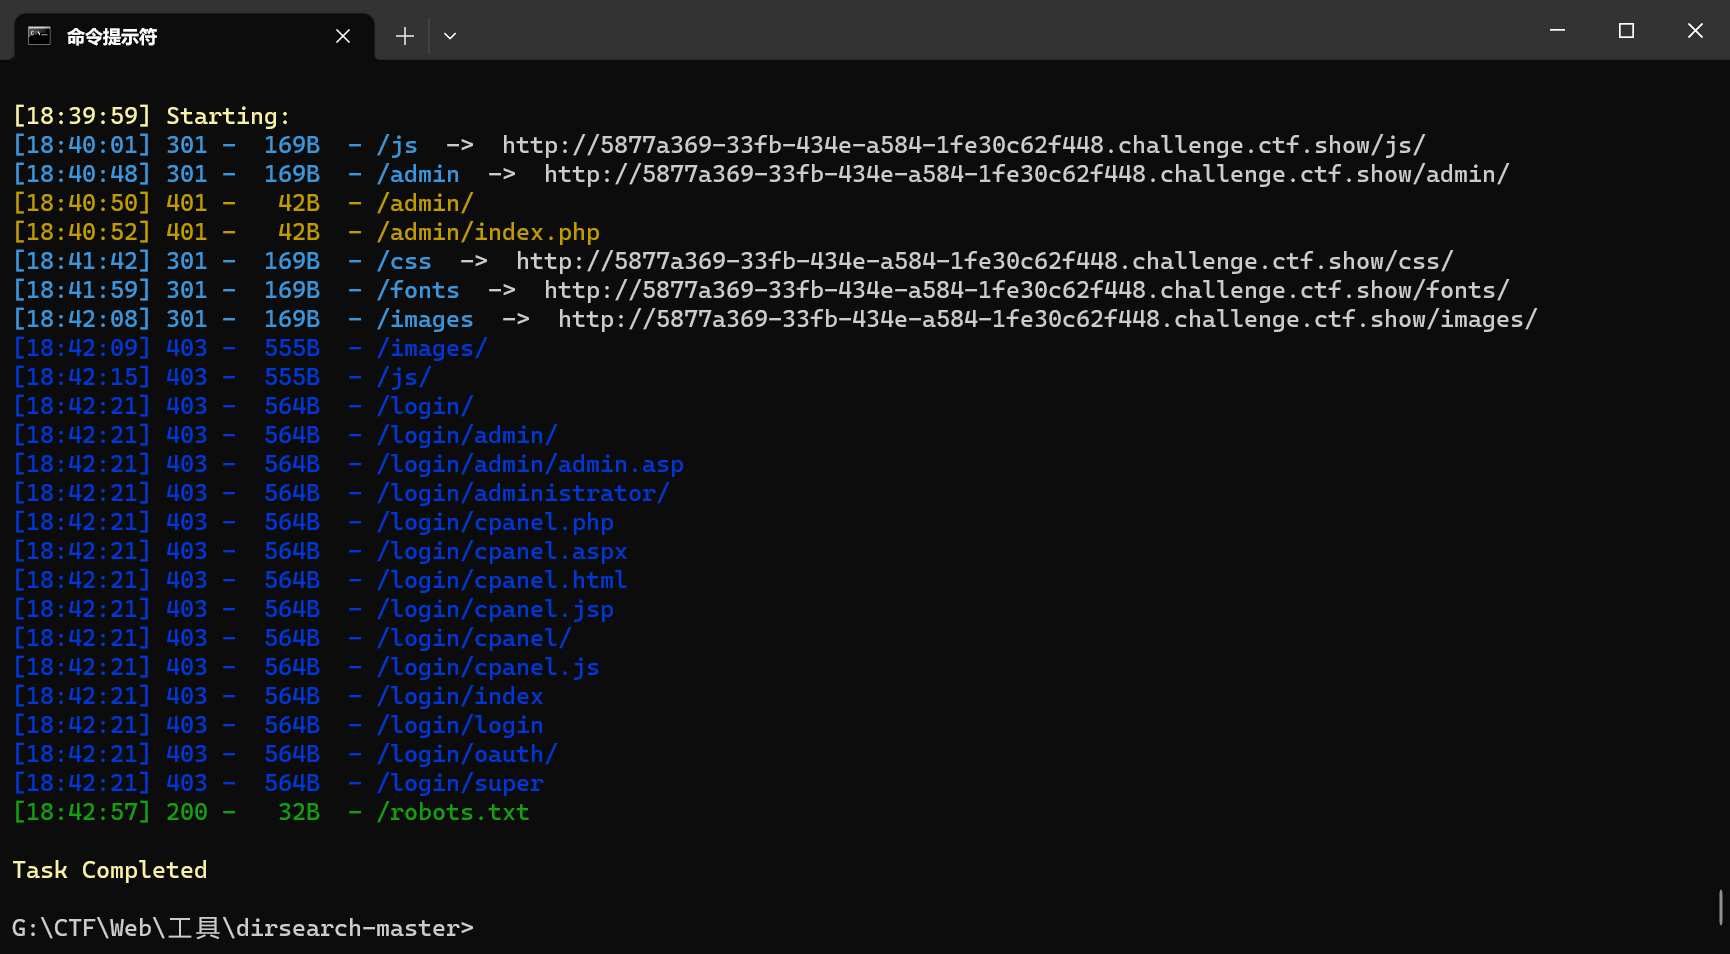 命令提示符
[18:39:59] Starting:
[18:40:01] 301 -  169B  - /js  ->  http://5877a369-33fb-434e-a584-1fe30c62f448.challenge.ctf.show/js/
[18:40:48] 301 -  169B  - /admin  ->  http://5877a369-33fb-434e-a584-1fe30c62f448.challenge.ctf.show/admin/
[18:40:50] 401 -   42B  - /admin/
[18:40:52] 401 -   42B  - /admin/index.php
[18:41:42] 301 -  169B  - /css  ->  http://5877a369-33fb-434e-a584-1fe30c62f448.challenge.ctf.show/css/
[18:41:59] 301 -  169B  - /fonts  ->  http://5877a369-33fb-434e-a584-1fe30c62f448.challenge.ctf.show/fonts/
[18:42:08] 301 -  169B  - /images  ->  http://5877a369-33fb-434e-a584-1fe30c62f448.challenge.ctf.show/images/
[18:42:09] 403 -  555B  - /images/
[18:42:15] 403 -  555B  - /js/
[18:42:21] 403 -  564B  - /login/
[18:42:21] 403 -  564B  - /login/admin/
[18:42:21] 403 -  564B  - /login/admin/admin.asp
[18:42:21] 403 -  564B  - /login/administrator/
[18:42:21] 403 -  564B  - /login/cpanel.php
[18:42:21] 403 -  564B  - /login/cpanel.aspx
[18:42:21] 403 -  564B  - /login/cpanel.html
[18:42:21] 403 -  564B  - /login/cpanel.jsp
[18:42:21] 403 -  564B  - /login/cpanel/
[18:42:21] 403 -  564B  - /login/cpanel.js
[18:42:21] 403 -  564B  - /login/index
[18:42:21] 403 -  564B  - /login/login
[18:42:21] 403 -  564B  - /login/oauth/
[18:42:21] 403 -  564B  - /login/super
[18:42:57] 200 -   32B  - /robots.txt
Task Completed
G:\CTF\Web\工具\dirsearch-master>